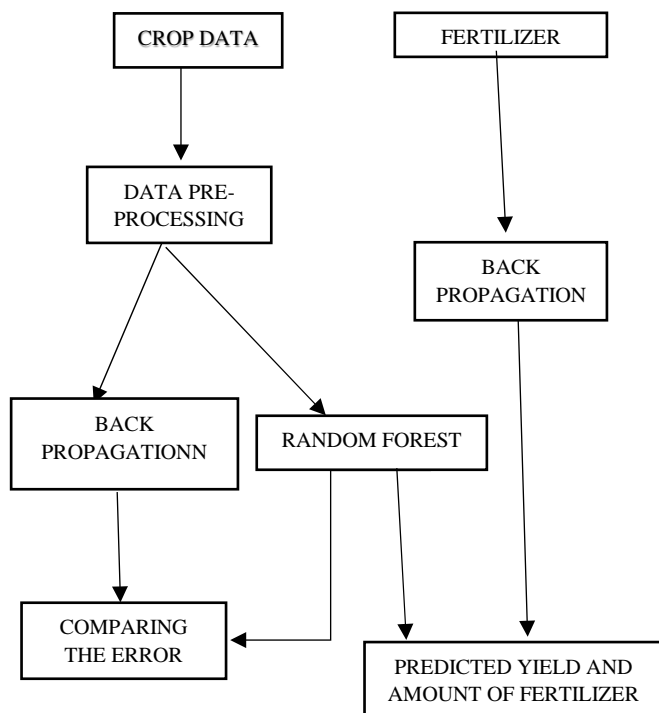 CROP DATA
FERTILIZER
DATA PRE-
PROCESSING
BACK
PROPAGATION
BACK
PROPAGATIONN
RANDOM FOREST
COMPARING
THE ERROR
PREDICTED YIELD AND
AMOUNT OF FERTILIZER